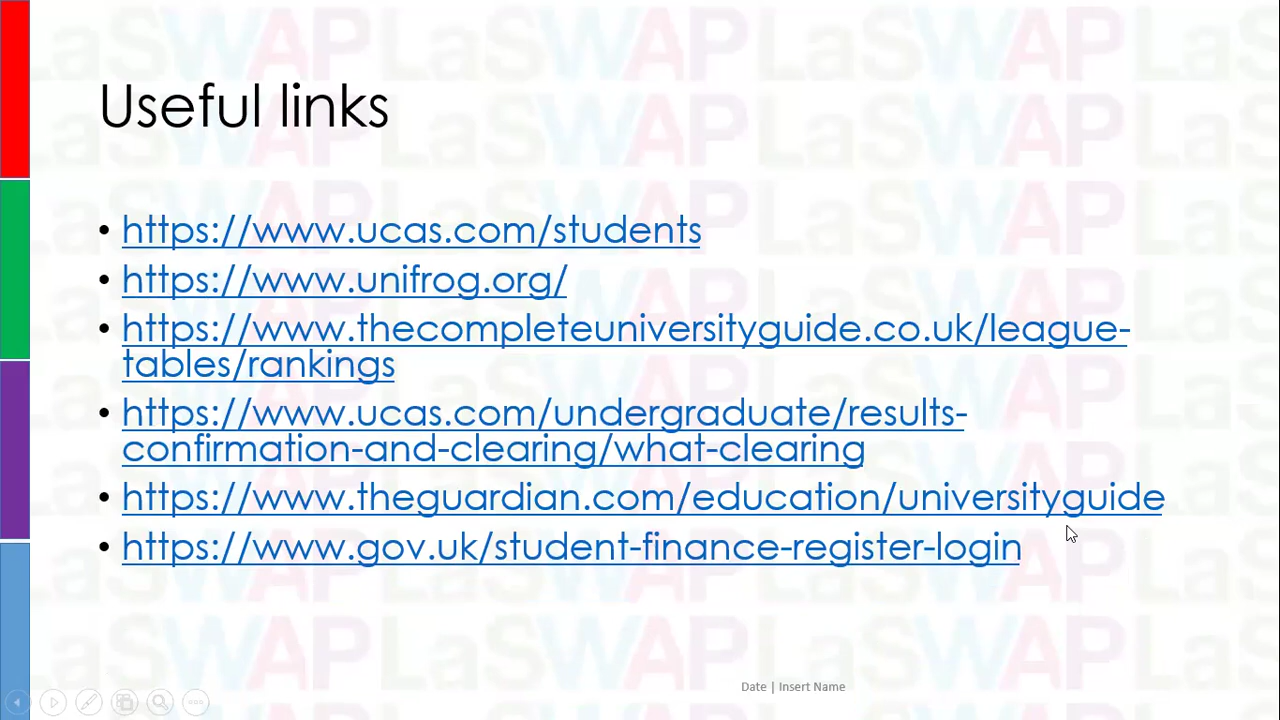 Useful links
• https://www.ucas.com/students
• https://www.unifrog.org/
• https://www.thecompleteuniversityguide.co.uk/league-
tables/rankings
• https://www.ucas.com/undergraduate/results-
confirmation-and-clearing/what-clearing
• https://www.theguardian.com/education/universityguide
• https://www.gov.uk/student-finance-register-login
Date | Insert Name